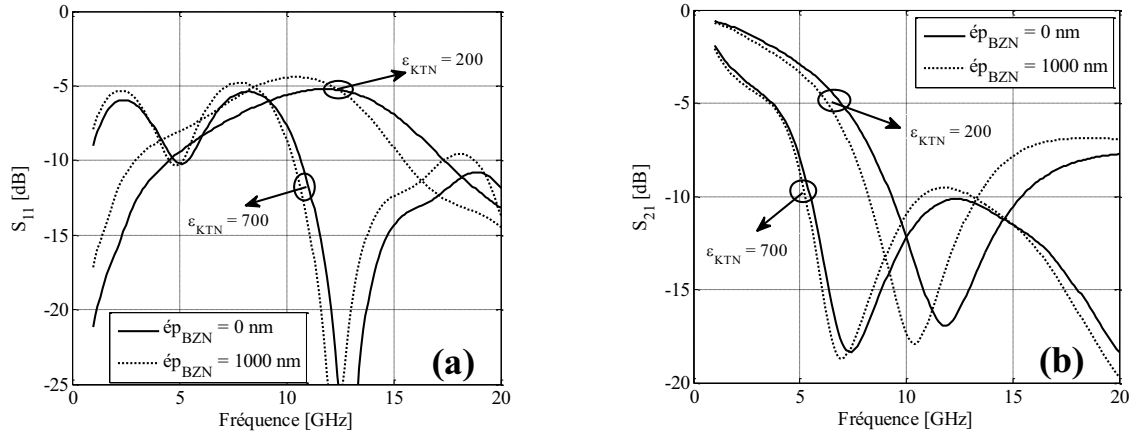 0
-5
-10
-15
-20
-25
0
5
10
15
20
S11 [dB]
Fréquence [GHz]
εKTN = 200
εKTN = 700
épBZN = 0 nm
épBZN = 1000 nm
(a)
0
-5
-10
-15
-20
0
5
10
15
20
S21 [dB]
Fréquence [GHz]
épBZN = 0 nm
épBZN = 1000 nm
εKTN = 200
εKTN = 700
(b)